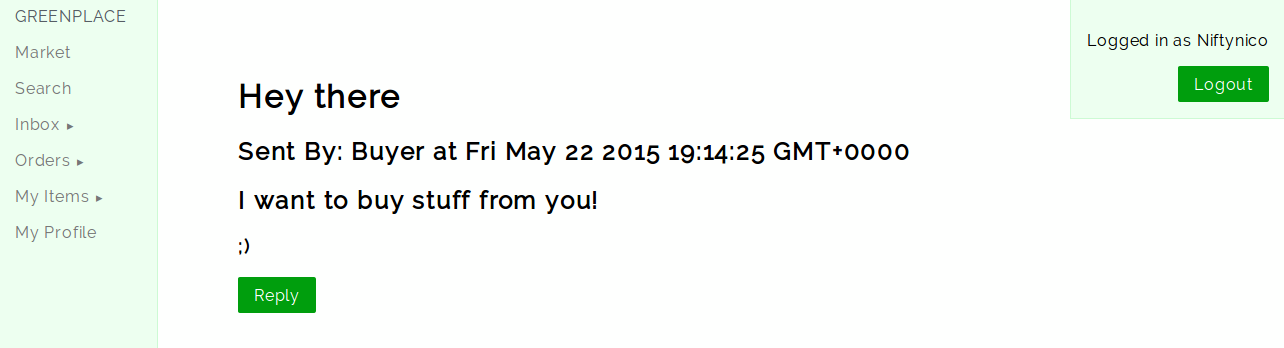 GREENPLACE
Market
Search
Inbox ▸
Orders ▸
My Items ▸
My Profile
Logged in as Niftynico
Logout
Hey there
Sent By: Buyer at Fri May 22 2015 19:14:25 GMT+0000
I want to buy stuff from you!
;)
Reply